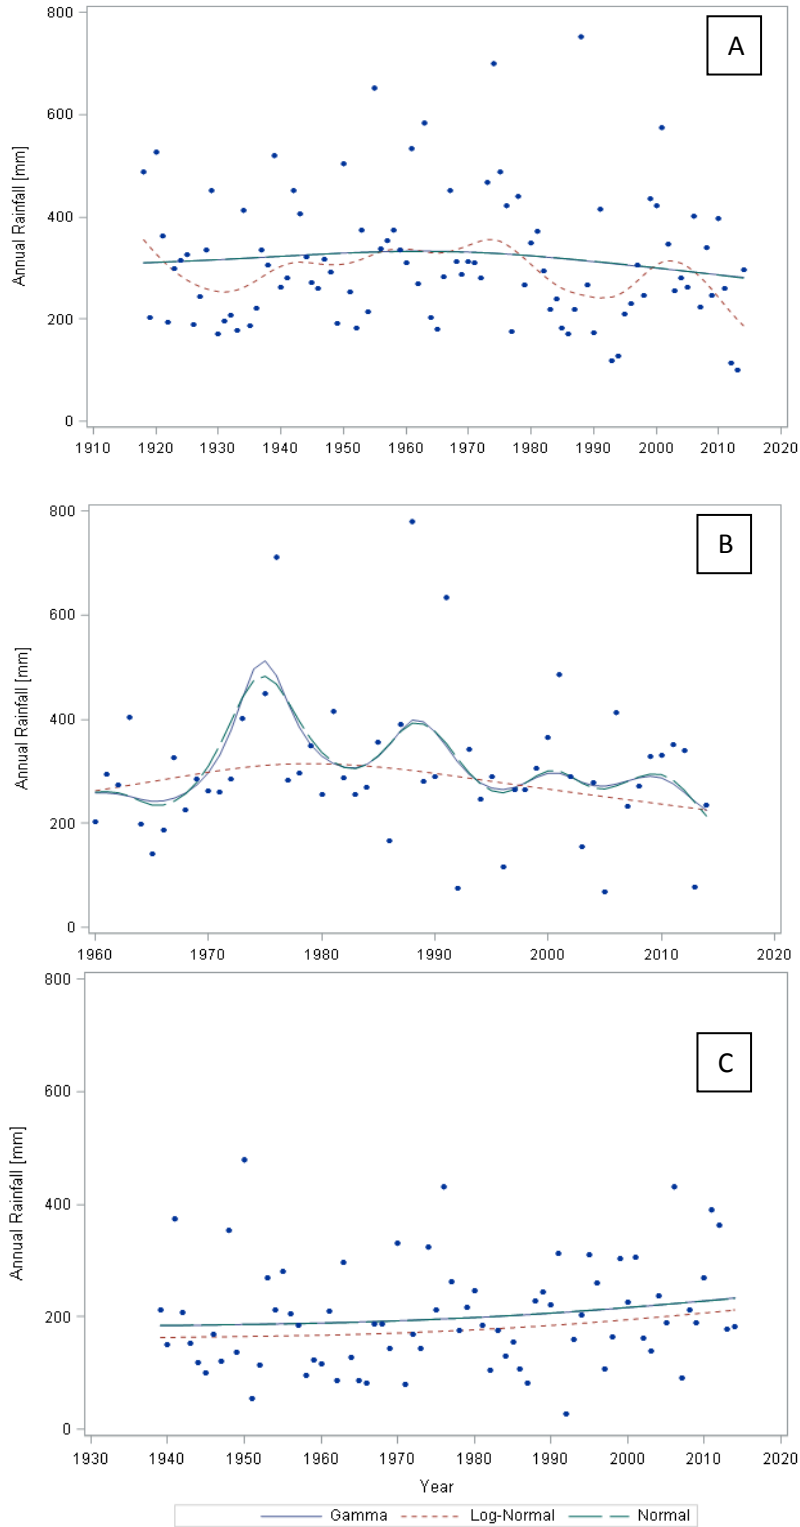 800
A
600
Annual Rainfall [mm]
400
200
0
1910 1920 1930 1940 1950 1960 1970 1980 1990 2000 2010 2020
800
B
600
Annual Rainfall [mm]
400
200
0
1960 1970 1980 1990 2000 2010 2020
800
C
600
Annual Rainfall [mm]
400
200
0
1930 1940 1950 1960 1970 1980 1990 2000 2010 2020
Year
Gamma Log-Normal Normal